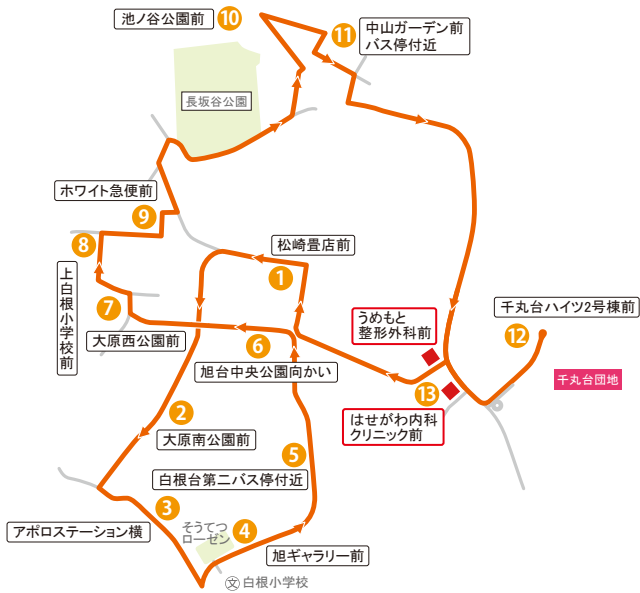 池ノ谷公園前
10
11
中山ガーデン前
バス停付近
長坂谷公園
ホワイト急便前
9
8
松崎畳店前
1
上白根小学校前
7
大原西公園前
6
旭台中央公園向かい
うめもと
整形外科前
千丸台ハイツ2号棟前
12
千丸台団地
13
はせがわ内科
クリニック前
2
大原南公園前
5
白根台第二バス停付近
3
アポロステーション横
そうてつ
ローゼン
4
旭ギャラリー前
文 白根小学校